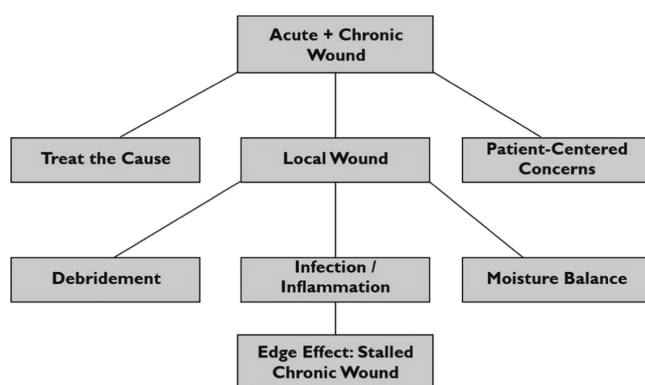 Acute + Chronic
Wound
Treat the Cause
Local Wound
Patient-Centered
Concerns
Debridement
Infection /
Inflammation
Moisture Balance
Edge Effect: Stalled
Chronic Wound